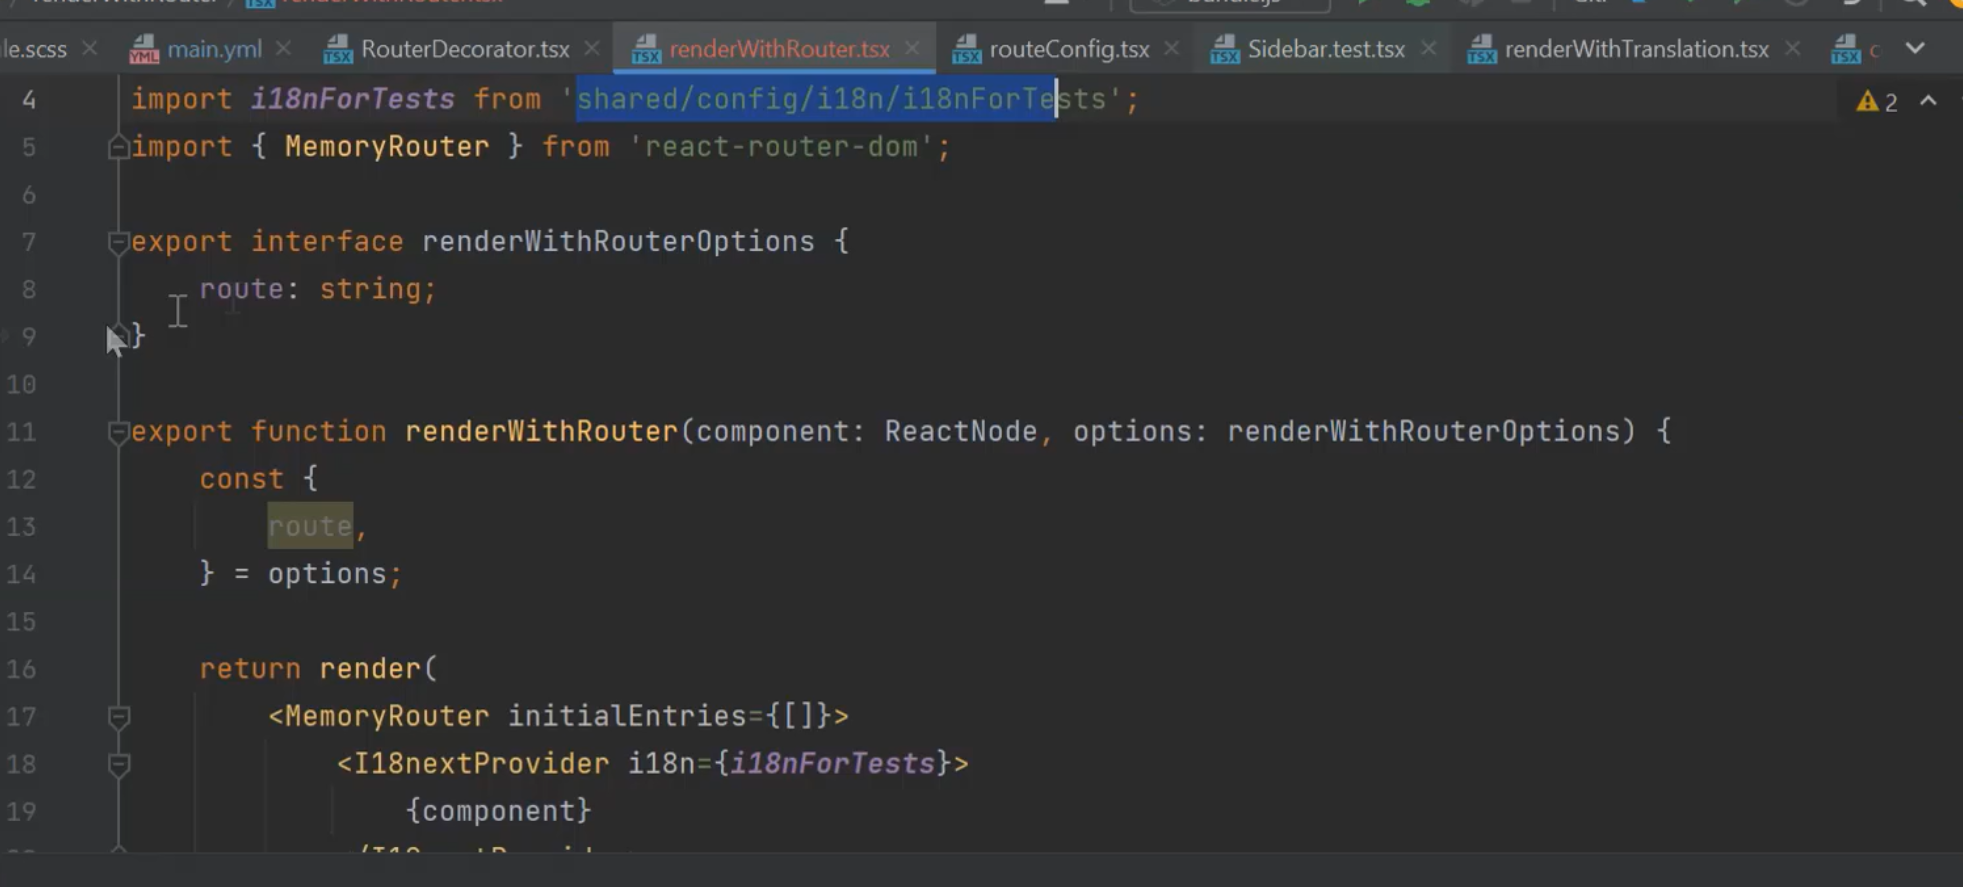 le.scss main.yml RouterDecorator.tsx renderWithRouter.tsx routeConfig.tsx Sidebar.test.tsx renderWithTranslation.tsx c
2
4 import i18nForTests from 'shared/config/i18n/i18nForTests';
5 import { MemoryRouter } from 'react-router-dom';
6
7 export interface renderWithRouterOptions {
8 route: string;
9 }
10
11 export function renderWithRouter(component: ReactNode, options: renderWithRouterOptions) {
12 const {
13 route,
14 } = options;
15
16 return render(
17 <MemoryRouter initialEntries={[]}>
18 <I18nextProvider i18n={i18nForTests}>
19 {component}